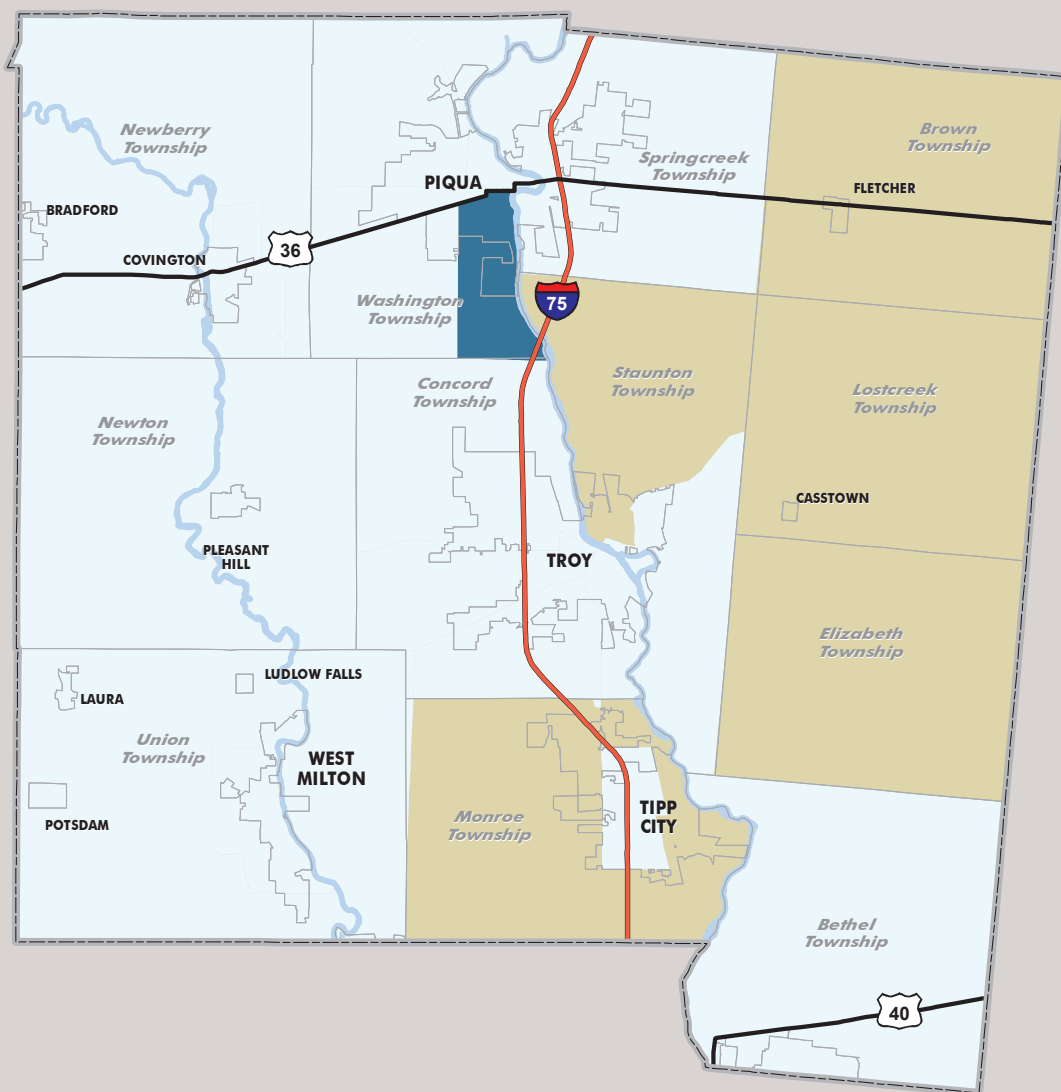 Newberry
Township
Brown
Township
Springcreek
Township
PIQUA
FLETCHER
BRADFORD
36
COVINGTON
75
Washington
Township
Staunton
Township
Concord
Township
Lostcreek
Township
Newton
Township
CASSTOWN
PLEASANT
HILL
TROY
Elizabeth
Township
LUDLOW FALLS
LAURA
Union
Township
WEST
MILTON
TIPP
CITY
Monroe
Township
POTSDAM
Bethel
Township
40